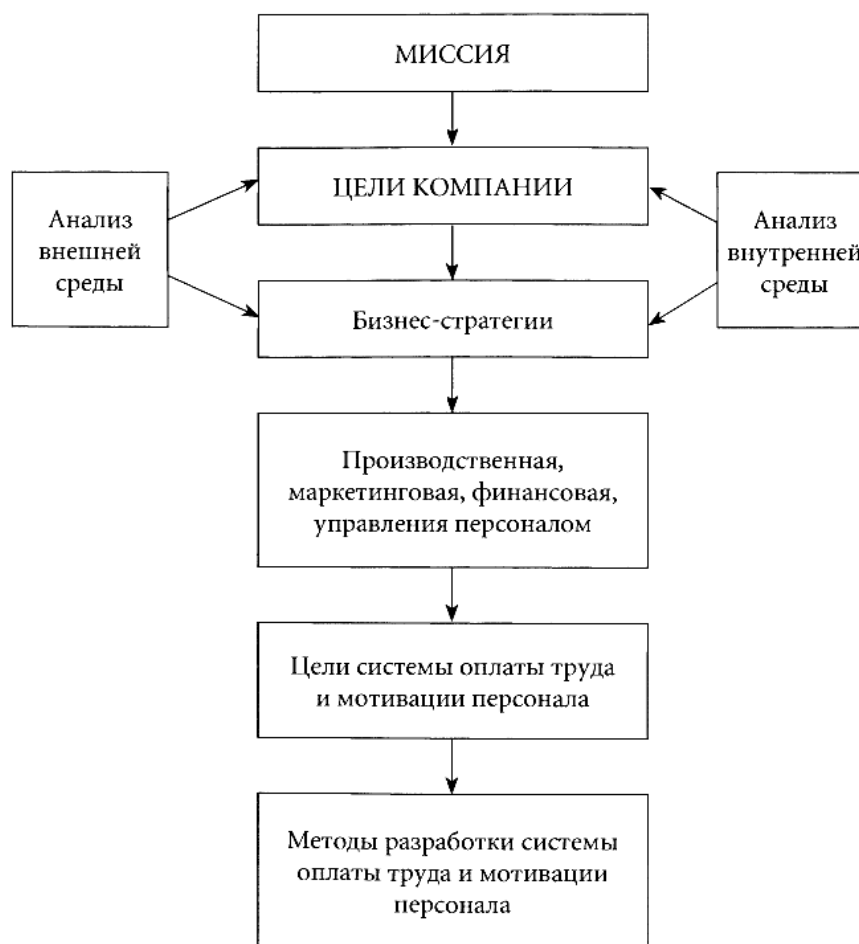 МИССИЯ
ЦЕЛИ КОМПАНИИ
Анализ
внешней
среды
Анализ
внутренней
среды
Бизнес-стратегии
Производственная,
маркетинговая, финансовая,
управления персоналом
Цели системы оплаты труда
и мотивации персонала
Методы разработки системы
оплаты труда и мотивации
персонала